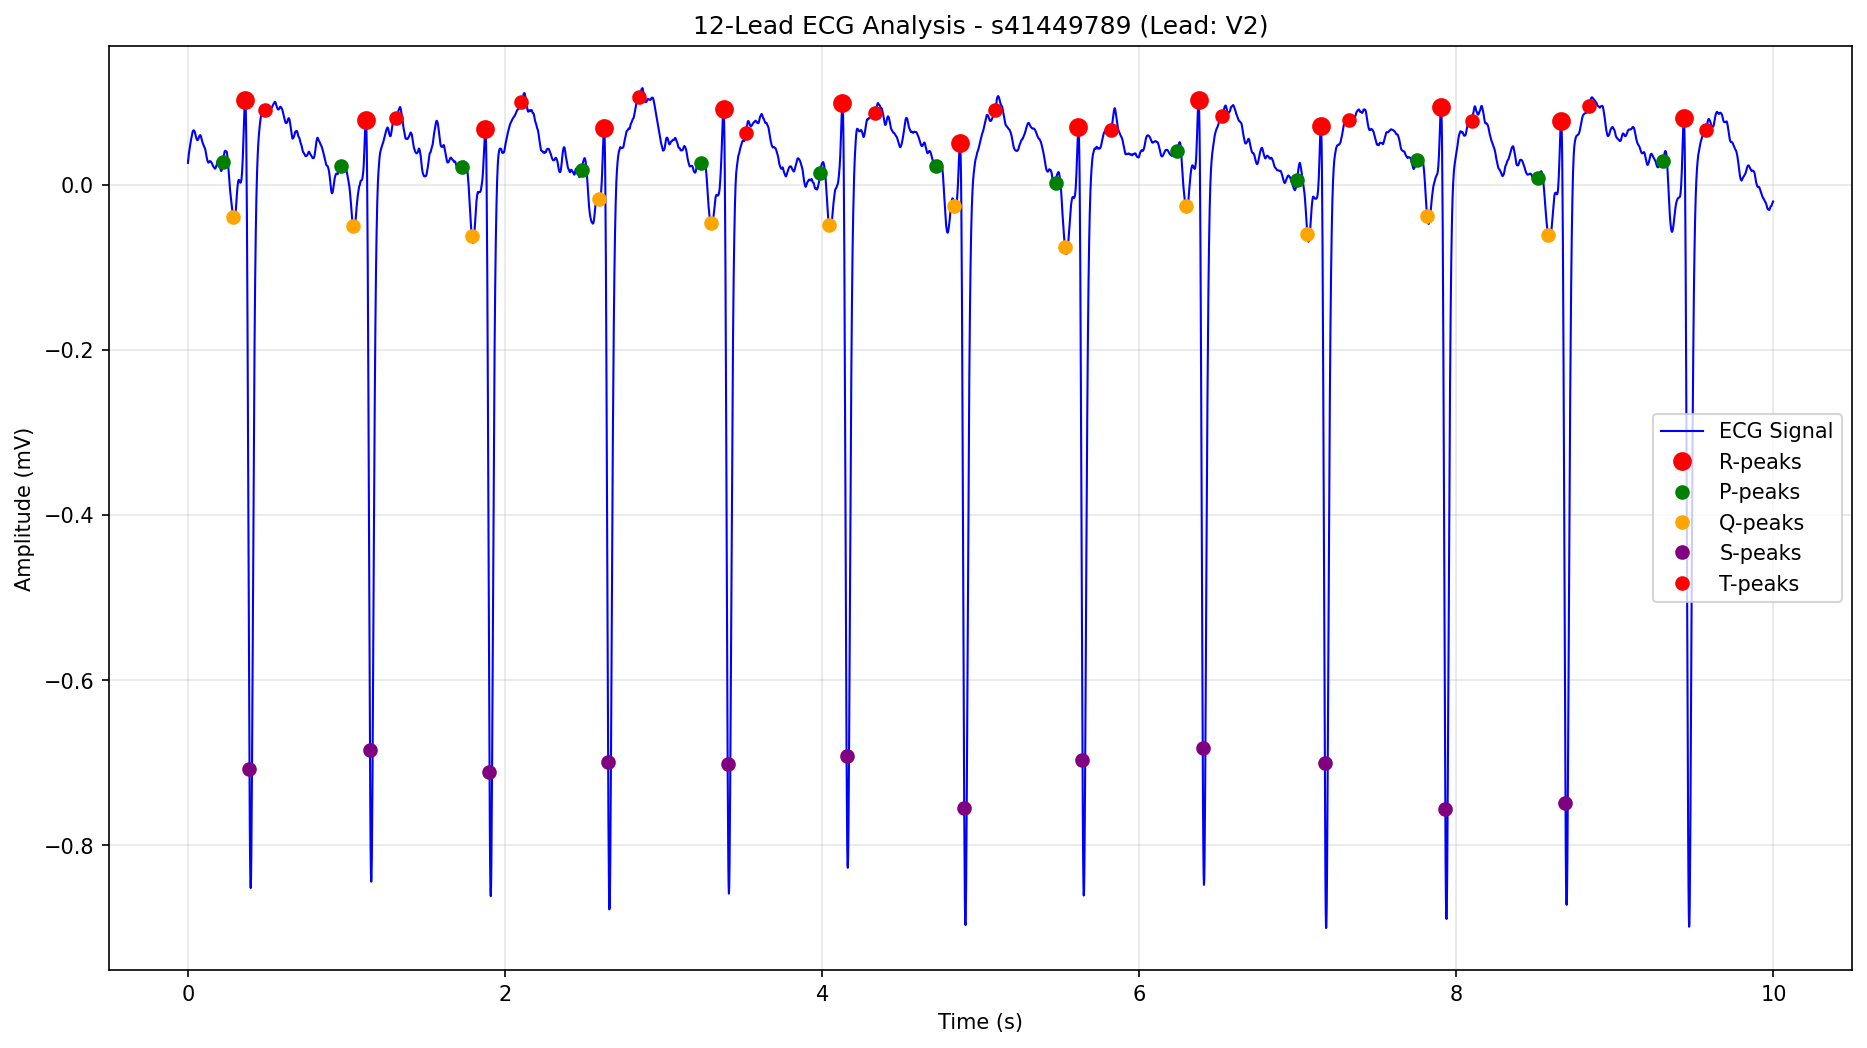 12-Lead ECG Analysis - s41449789 (Lead: V2)
Amplitude (mV)
0.0
−0.2
−0.4
−0.6
−0.8
ECG Signal
R-peaks
P-peaks
Q-peaks
S-peaks
T-peaks
0 2 4 6 8 10
Time (s)